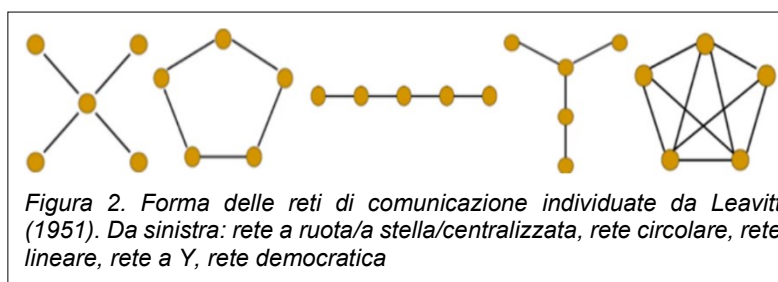 Figura 2. Forma delle reti di comunicazione individuate da Leavitt
(1951). Da sinistra: rete a ruota/a stella/centralizzata, rete circolare, rete
lineare, rete a Y, rete democratica